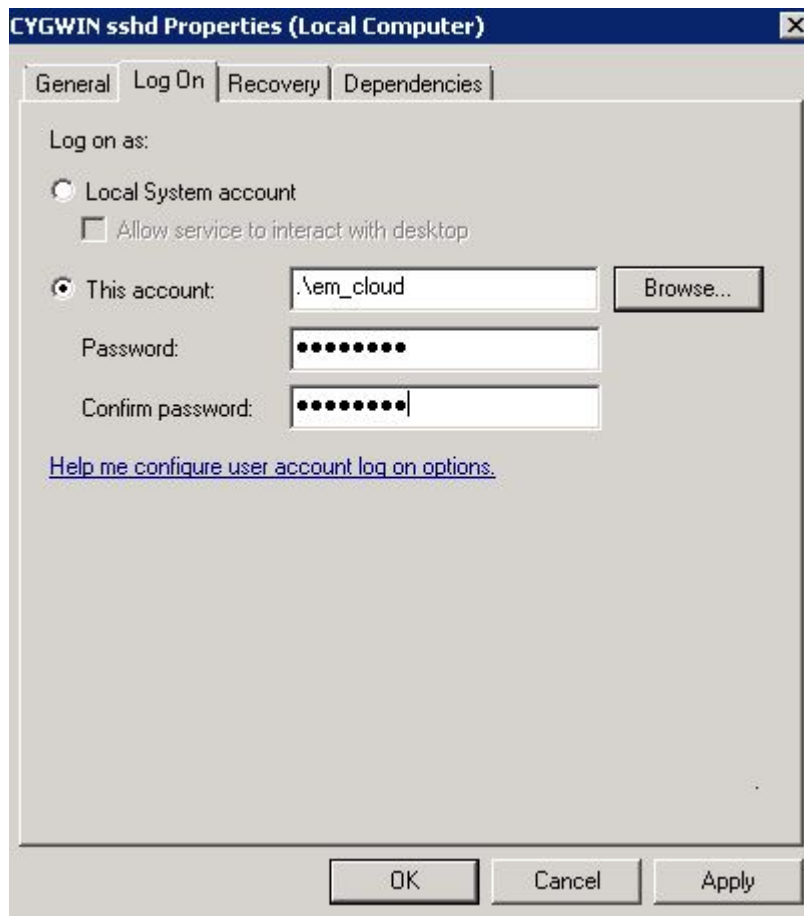 CYGWIN sshd Properties (Local Computer)
General Log On Recovery Dependencies
Log on as:
Local System account
Allow service to interact with desktop
This account: .\em_cloud Browse...
Password: ●●●●●●●●
Confirm password: ●●●●●●●●
Help me configure user account log on options.
OK Cancel Apply